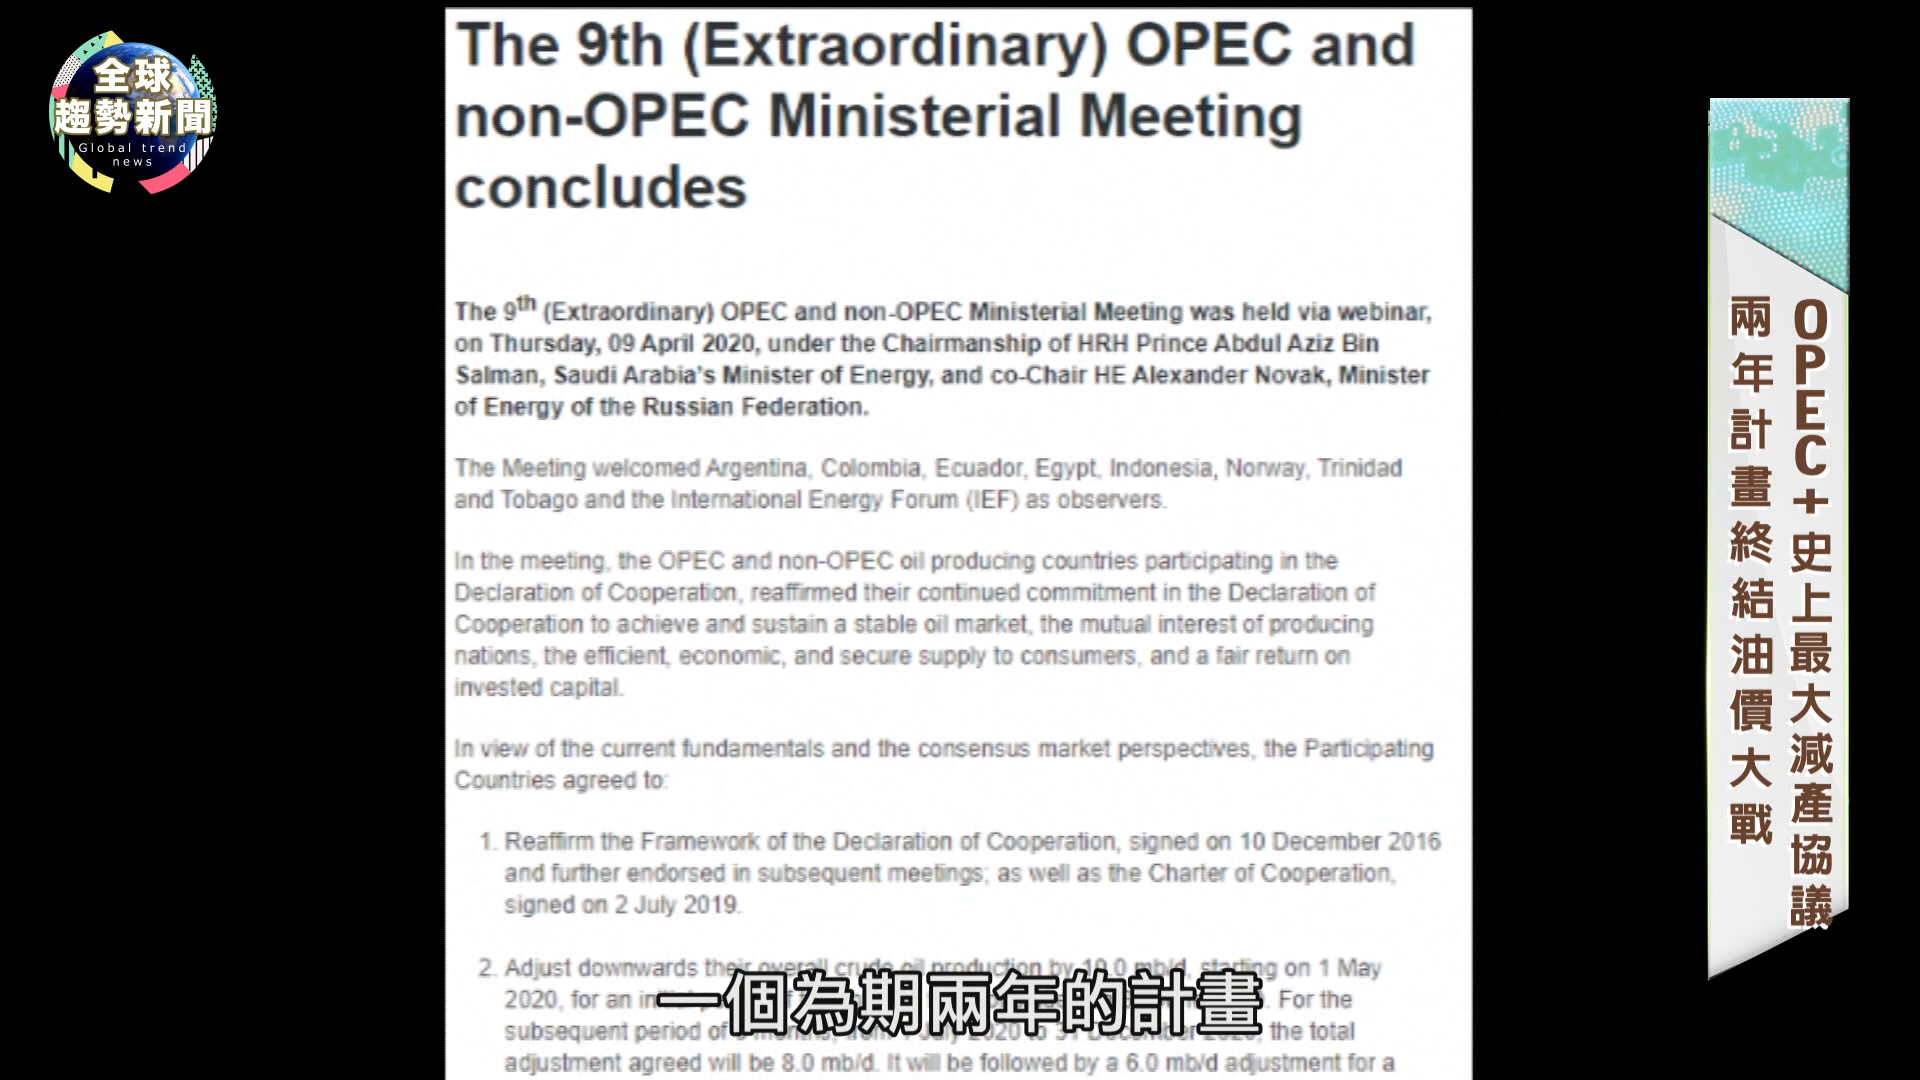 全球
趨勢新聞
Global trend
news
The 9th (Extraordinary) OPEC and
non-OPEC Ministerial Meeting
concludes
The 9th (Extraordinary) OPEC and non-OPEC Ministerial Meeting was held via webinar,
on Thursday, 09 April 2020, under the Chairmanship of HRH Prince Abdul Aziz Bin
Salman, Saudi Arabia's Minister of Energy, and co-Chair HE Alexander Novak, Minister
of Energy of the Russian Federation.
The Meeting welcomed Argentina, Colombia, Ecuador, Egypt, Indonesia, Norway, Trinidad
and Tobago and the International Energy Forum (IEF) as observers.
In the meeting, the OPEC and non-OPEC oil producing countries participating in the
Declaration of Cooperation, reaffirmed their continued commitment in the Declaration of
Cooperation to achieve and sustain a stable oil market, the mutual interest of producing
nations, the efficient, economic, and secure supply to consumers, and a fair return on
invested capital.
In view of the current fundamentals and the consensus market perspectives, the Participating
Countries agreed to:
1. Reaffirm the Framework of the Declaration of Cooperation, signed on 10 December 2016
and further endorsed in subsequent meetings; as well as the Charter of Cooperation,
signed on 2 July 2019.
2. Adjust downwards their overall crude oil production by 10.0 mb/d, starting on 1 May
2020, for an For the
subsequent period of 2020 to the total
adjustment agreed will be 8.0 mb/d. It will be followed by a 6.0 mb/d adjustment for a
一個為期兩年的計畫
OPEC+史上最大減產協議
兩年計畫終結油價大戰